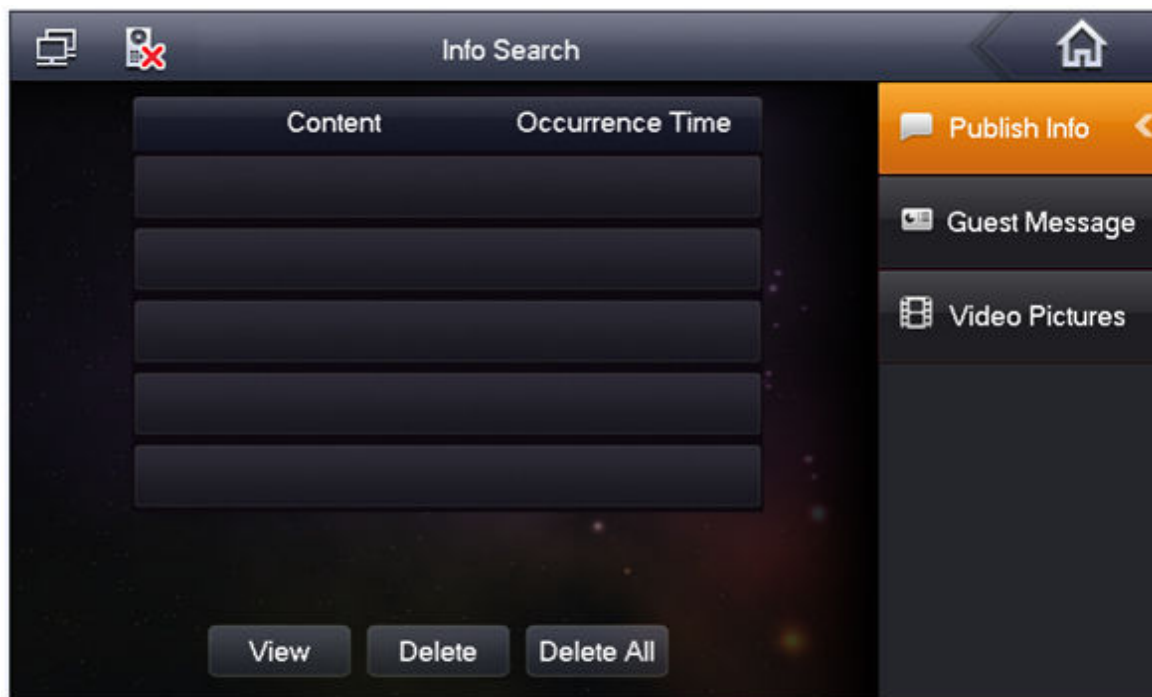 Info Search
Content Occurrence Time
Publish Info
Guest Message
Video Pictures
View Delete Delete All